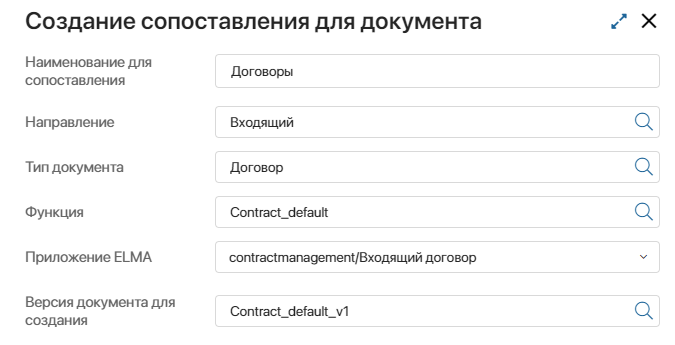 Создание сопоставления для документа
Наименование для
сопоставления
Договоры
Направление
Входящий
Тип документа
Договор
Функция
Contract_default
Приложение ELMA
contractmanagement/Входящий договор
Версия документа для
создания
Contract_default_v1